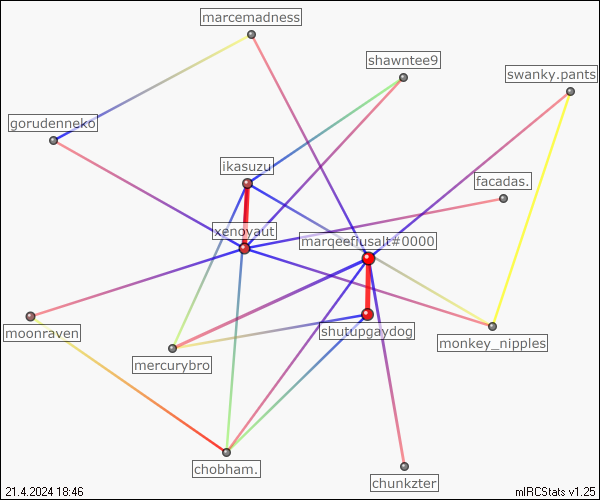 marcemadness
shawntee9
swanky.pants
gorudenneko
ikasuzu
facadas.
xenoyaut
marqeeflusalt#0000
moonraven
shutupgaydog
monkey_nipples
mercurybro
chobham.
chunkzter
21.4.2024 18:46
mIRCStats v1.25